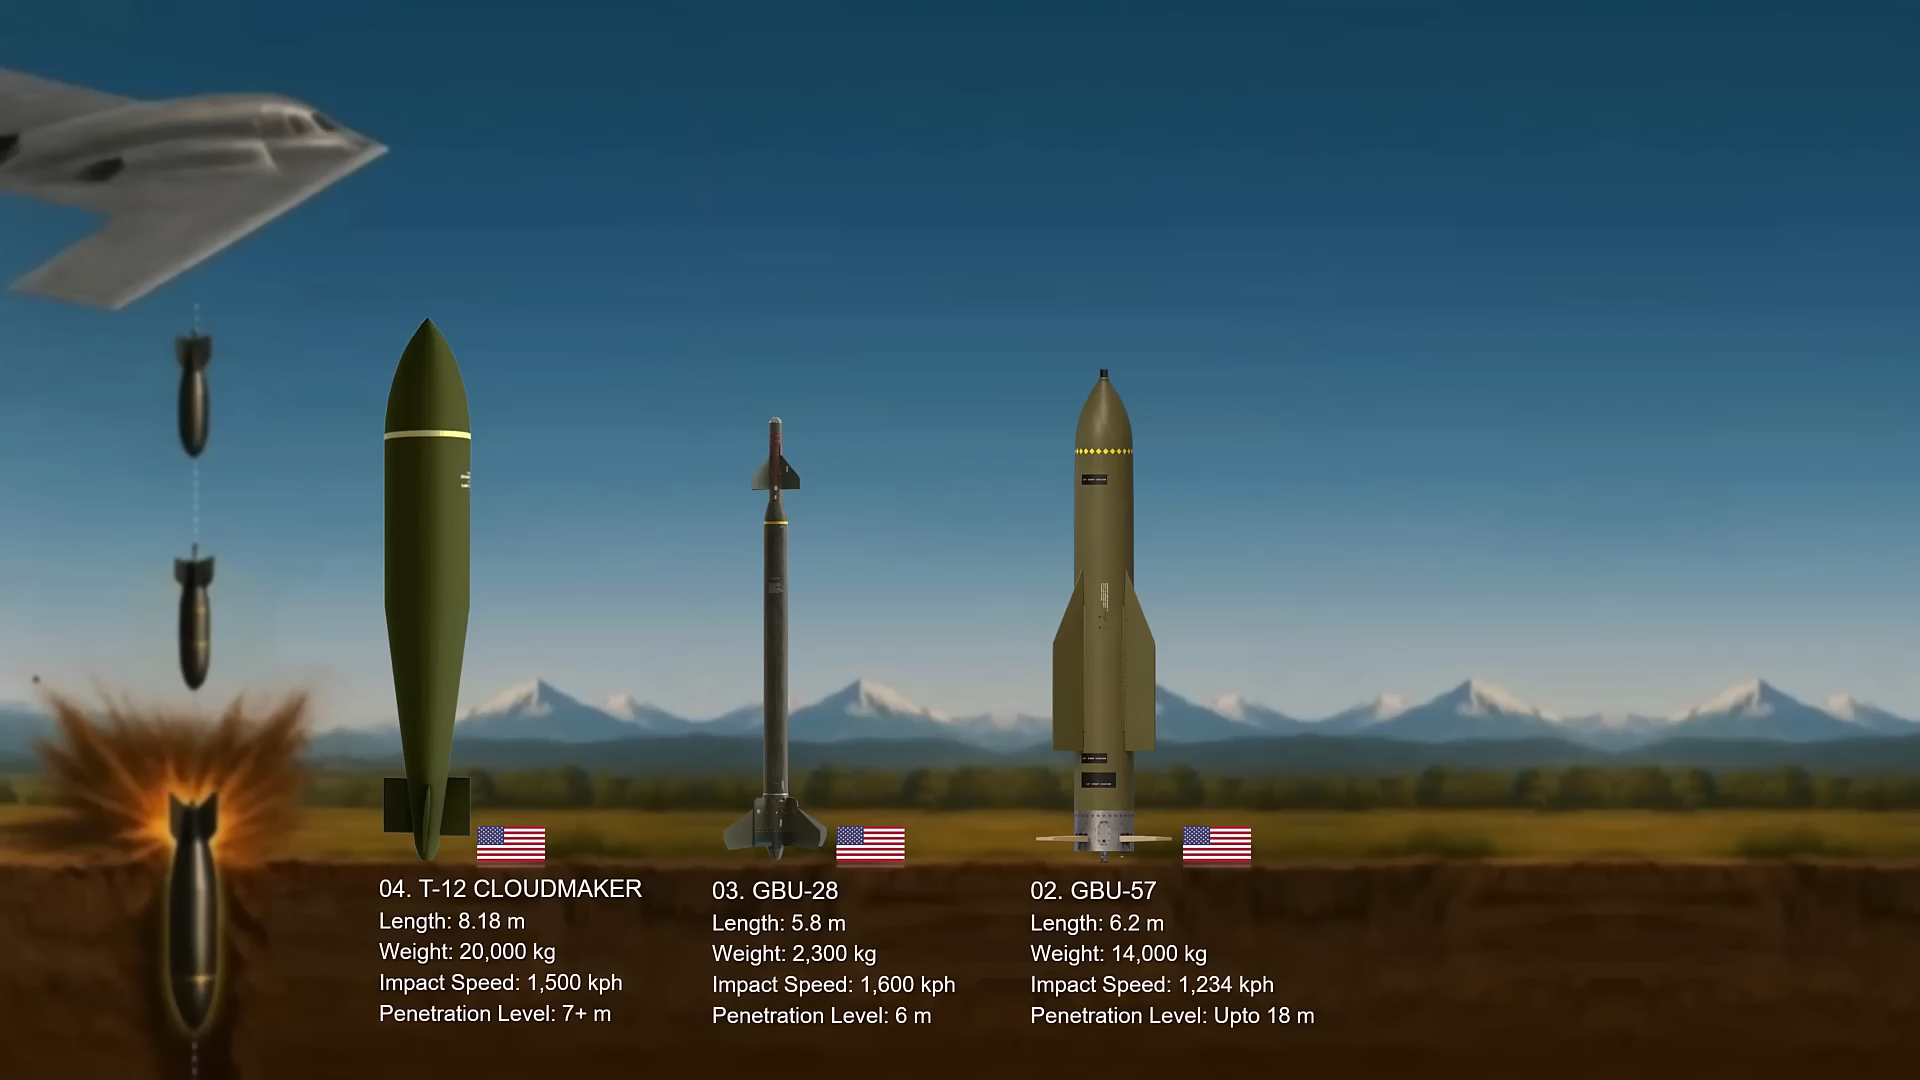 04. T-12 CLOUDMAKER
Length: 8.18 m
Weight: 20,000 kg
Impact Speed: 1,500 kph
Penetration Level: 7+ m
03. GBU-28
Length: 5.8 m
Weight: 2,300 kg
Impact Speed: 1,600 kph
Penetration Level: 6 m
02. GBU-57
Length: 6.2 m
Weight: 14,000 kg
Impact Speed: 1,234 kph
Penetration Level: Upto 18 m